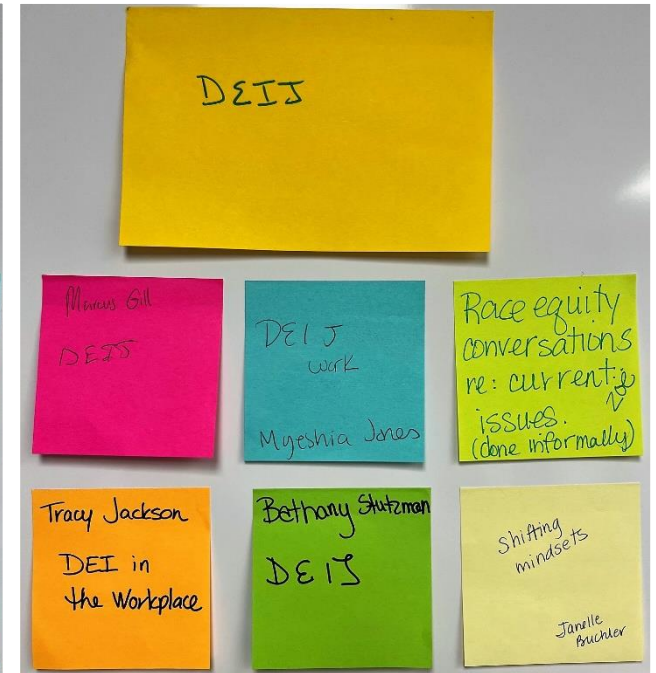 DEIJ
Marcus Gill
DEIJ
DEIJ
work
Myeshia Jones
Race equity
conversations
re: current
issues.
(done informally)
Tracy Jackson
DEI in
the Workplace
Bethany Stutzman
DEIJ
Shifting
mindsets
Janelle
Buchler